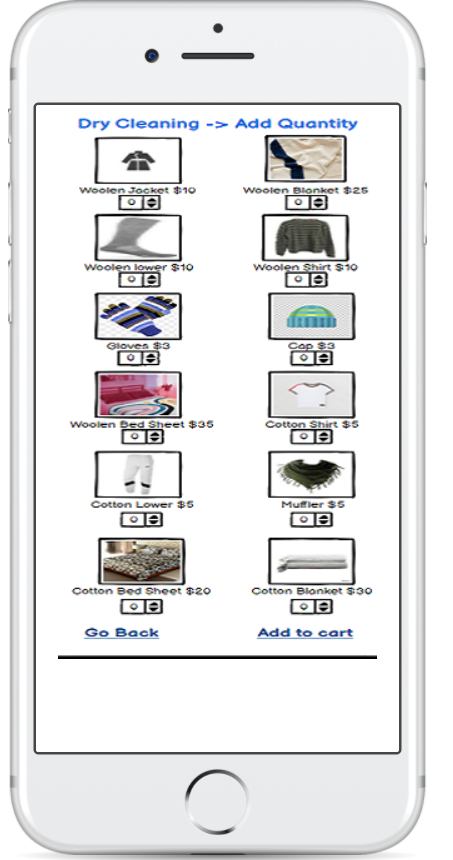 Dry Cleaning -> Add Quantity
Woolen Jacket $10 Woolen Blanket $25
0 0
Woolen lower $10 Woolen Shirt $10
0 0
Gloves $3 Cap $3
0 0
Woolen Bed Sheet $35 Cotton Shirt $5
0 0
Cotton Lower $5 Muffler $5
0 0
Cotton Bed Sheet $20 Cotton Blanket $30
0 0
Go Back Add to cart